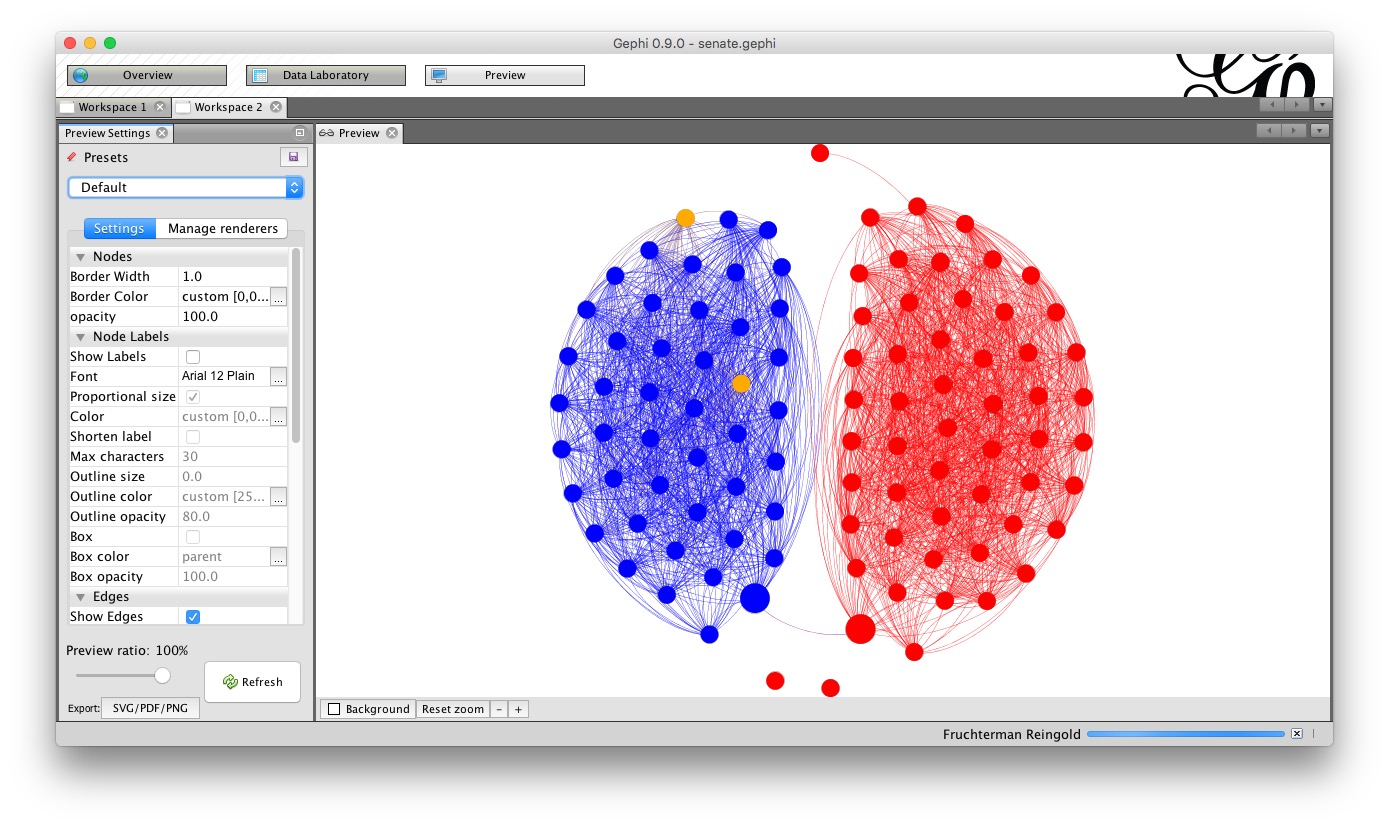 Gephi 0.9.0 - senate.gephi
Overview
Data Laboratory
Preview
Workspace 1
Workspace 2
Preview Settings
Preview
Presets
Default
Settings
Manage renderers
Nodes
Border Width 1.0
Border Color custom [0,0... ...
opacity 100.0
Node Labels
Show Labels
Font Arial 12 Plain ...
Proportional size
Color custom [0,0... ...
Shorten label
Max characters 30
Outline size 0.0
Outline color custom [25... ...
Outline opacity 80.0
Box
Box color parent ...
Box opacity 100.0
Edges
Show Edges
Preview ratio: 100%
Refresh
Export: SVG/PDF/PNG
Background
Reset zoom
-
+
Fruchterman Reingold